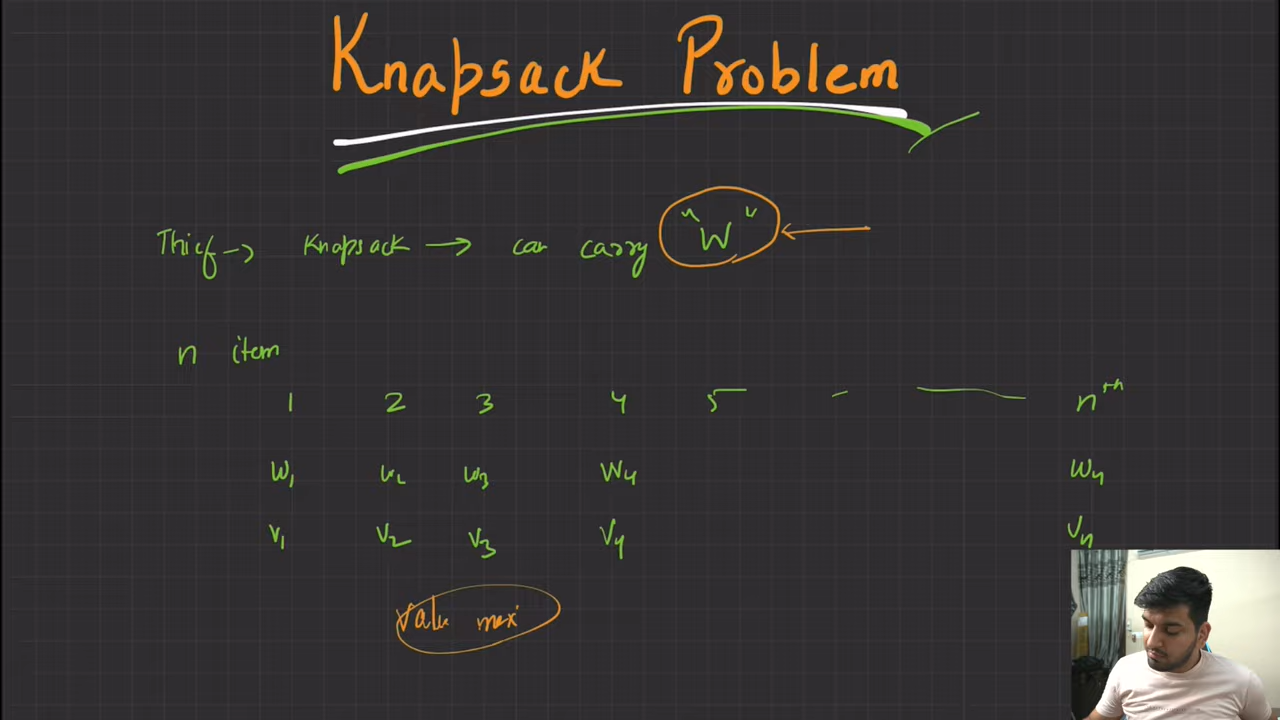 Knapsack Problem
Thief → Knapsack → can carry "W" ←
n item
1 2 3 4 5 - — nth
w1 w2 w3 w4 wn
v1 v2 v3 v4 vn
Value max